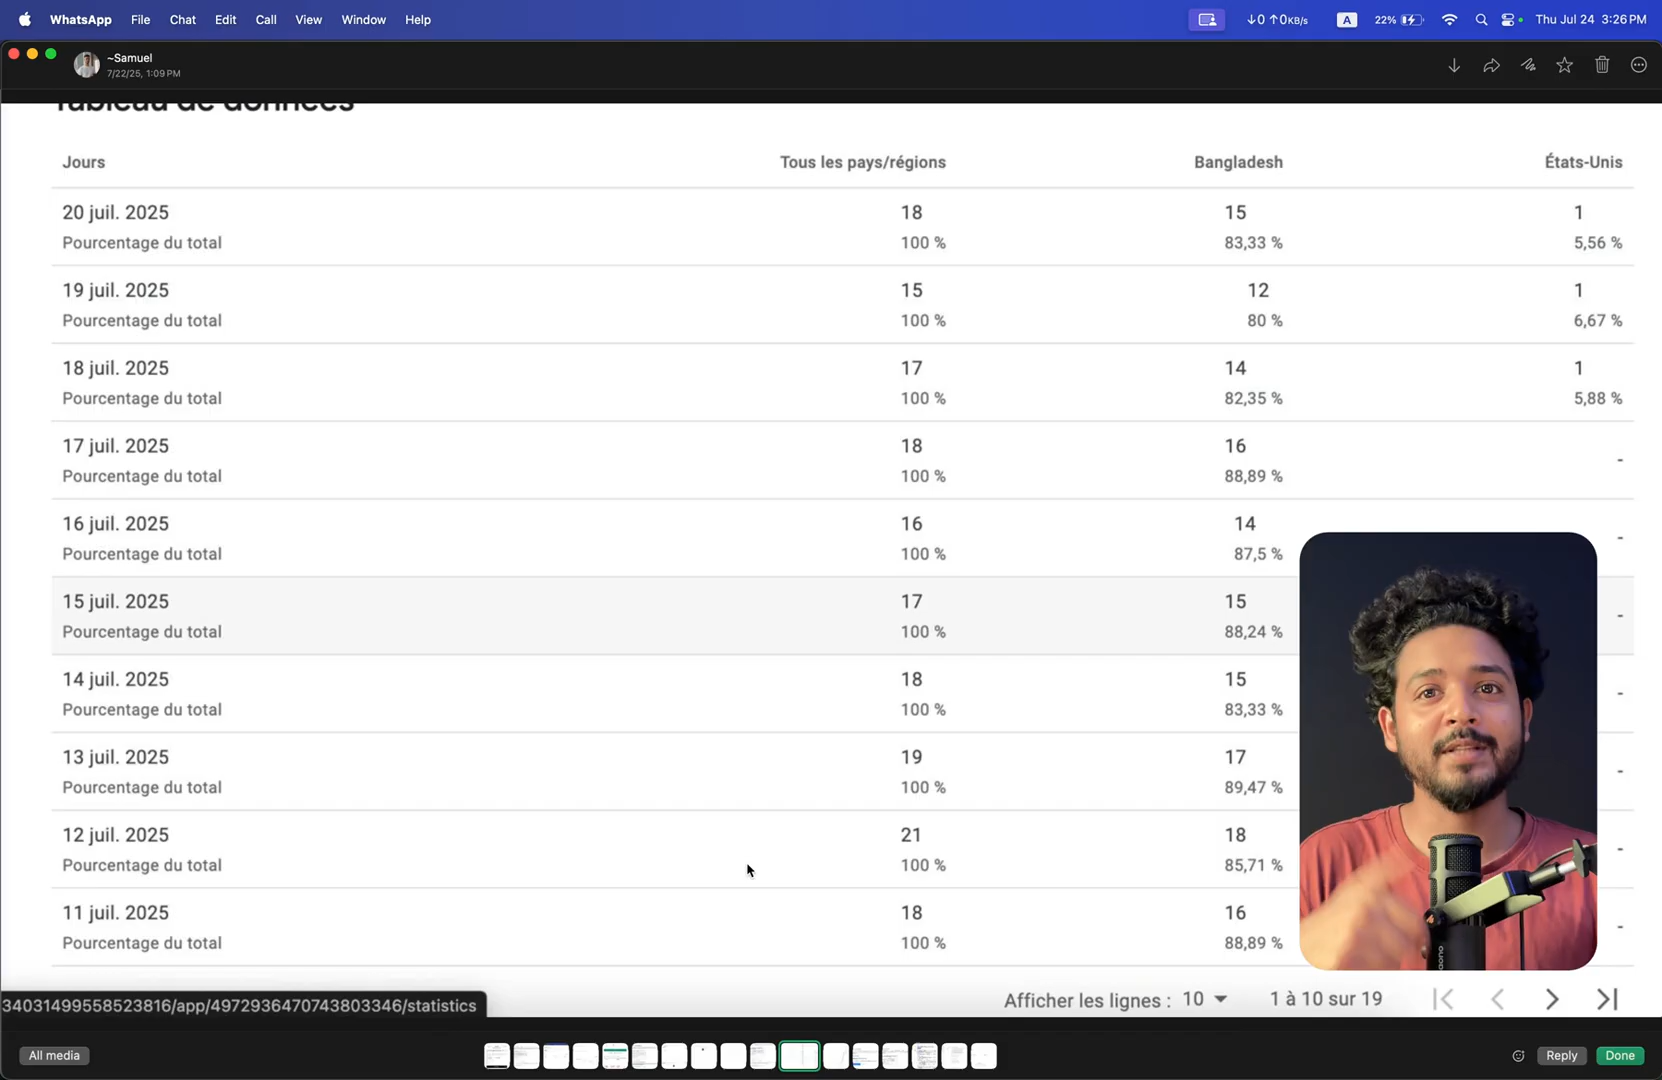 WhatsApp File Chat Edit Call View Window Help
↓0 ↑0KB/s A 22% Thu Jul 24 3:26 PM
~Samuel
7/22/25, 1:09 PM
Tableau de données
Jours Tous les pays/régions Bangladesh États-Unis
20 juil. 2025 18 15 1
Pourcentage du total 100 % 83,33 % 5,56 %
19 juil. 2025 15 12 1
Pourcentage du total 100 % 80 % 6,67 %
18 juil. 2025 17 14 1
Pourcentage du total 100 % 82,35 % 5,88 %
17 juil. 2025 18 16 -
Pourcentage du total 100 % 88,89 %
16 juil. 2025 16 14 -
Pourcentage du total 100 % 87,5 %
15 juil. 2025 17 15 -
Pourcentage du total 100 % 88,24 %
14 juil. 2025 18 15 -
Pourcentage du total 100 % 83,33 %
13 juil. 2025 19 17 -
Pourcentage du total 100 % 89,47 %
12 juil. 2025 21 18 -
Pourcentage du total 100 % 85,71 %
11 juil. 2025 18 16 -
Pourcentage du total 100 % 88,89 %
34031499558523816/app/4972936470743803346/statistics
Afficher les lignes : 10 1 à 10 sur 19
All media Reply Done